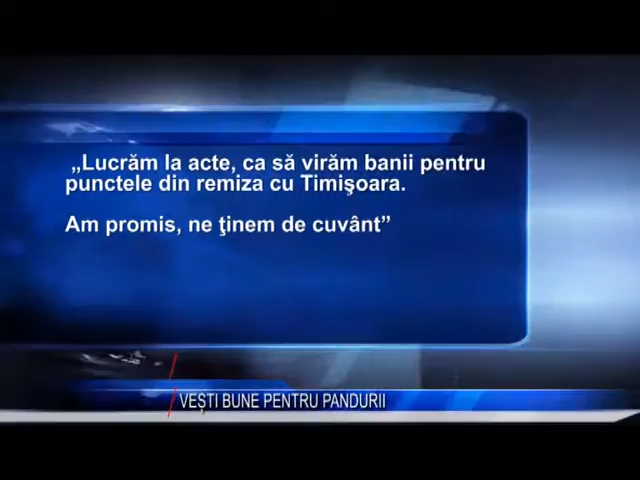 „Lucrăm la acte, ca să virăm banii pentru
punctele din remiza cu Timişoara.
Am promis, ne ţinem de cuvânt”
VEŞTI BUNE PENTRU PANDURII